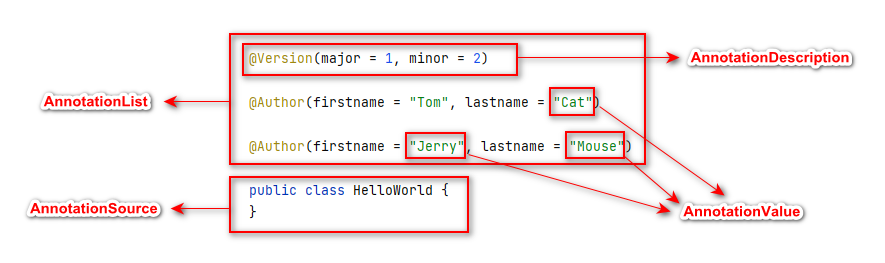 @Version(major = 1, minor = 2)
AnnotationDescription
AnnotationList
@Author(firstname = "Tom", lastname = "Cat")
@Author(firstname = "Jerry", lastname = "Mouse")
public class HelloWorld {
}
AnnotationSource
AnnotationValue